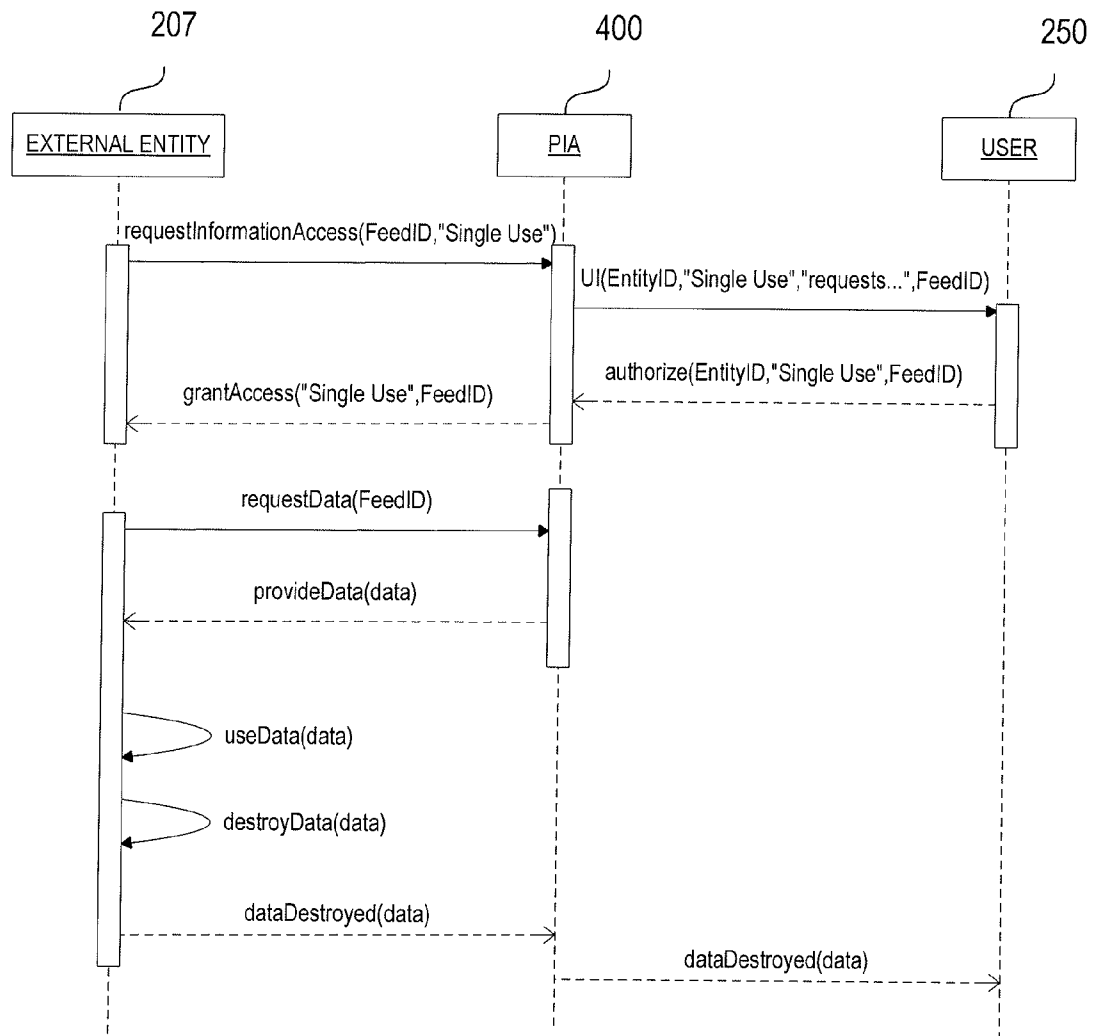 207
400
250
EXTERNAL ENTITY
PIA
USER
requestInformationAccess(FeedID,"Single Use")
UI(EntityID,"Single Use","requests...",FeedID)
authorize(EntityID,"Single Use",FeedID)
grantAccess("Single Use",FeedID)
requestData(FeedID)
provideData(data)
useData(data)
destroyData(data)
dataDestroyed(data)
dataDestroyed(data)